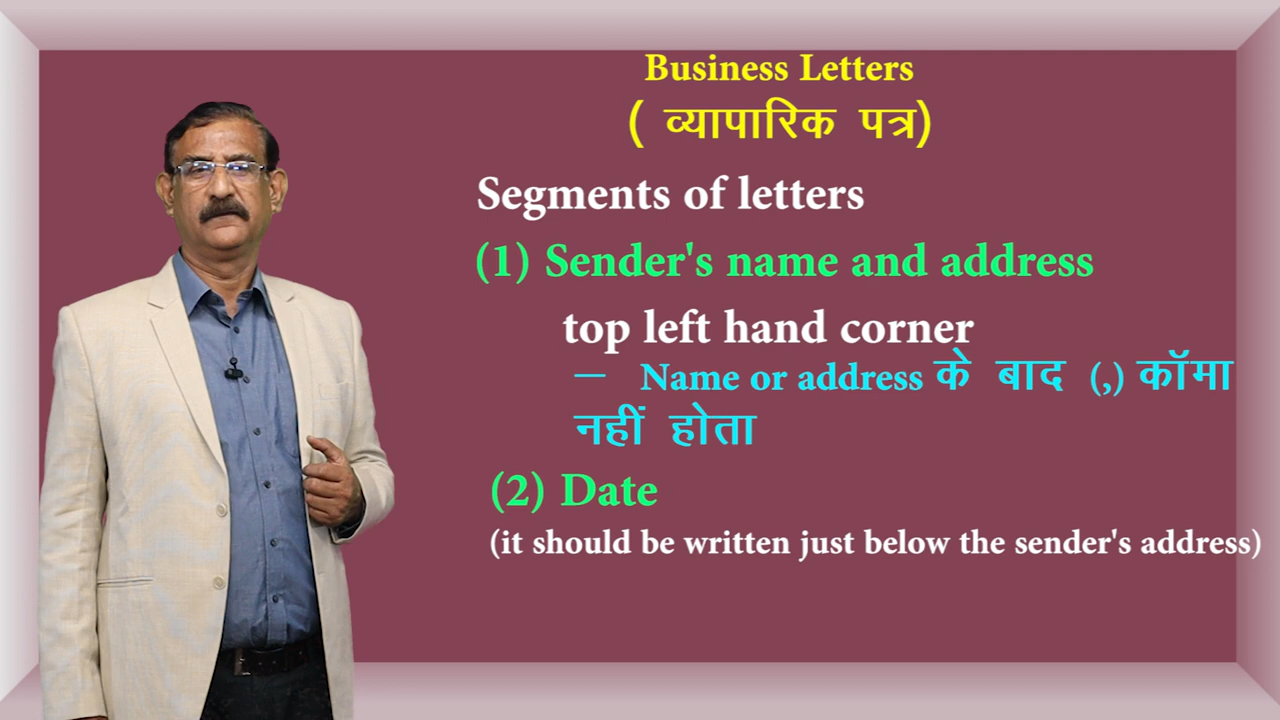 Business Letters
( व्यापारिक पत्र)
Segments of letters
(1) Sender's name and address
top left hand corner
— Name or address के बाद (,) कॉमा
नहीं होता
(2) Date
(it should be written just below the sender's address)